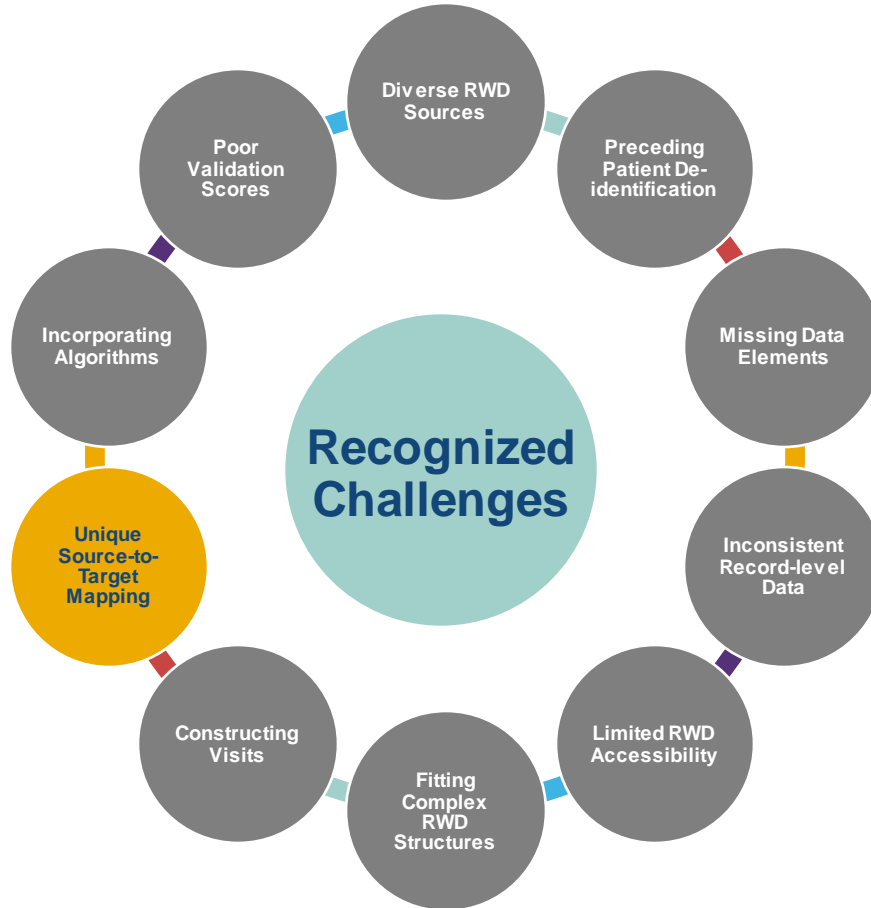 Diverse RWD
Sources
Preceding
Patient De-
identification
Missing Data
Elements
Inconsistent
Record-level
Data
Limited RWD
Accessibility
Fitting
Complex
RWD
Structures
Constructing
Visits
Unique
Source-to-
Target
Mapping
Incorporating
Algorithms
Poor
Validation
Scores
Recognized
Challenges